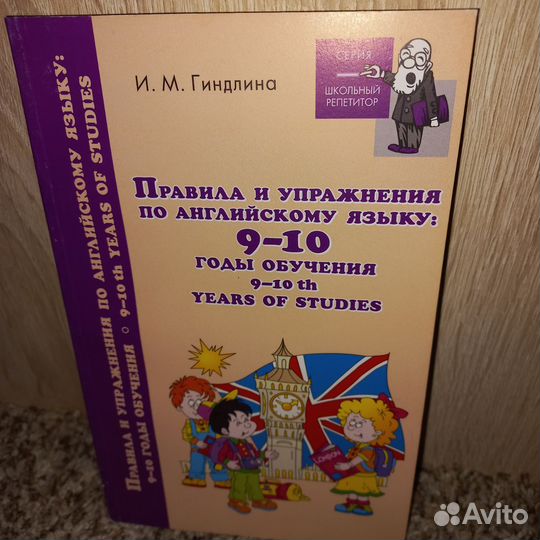 Правила и упражнения по английскому языку:
9–10 годы обучения ○ 9–10 th YEARS OF STUDIES
И. М. Гиндлина
СЕРИЯ
ШКОЛЬНЫЙ
РЕПЕТИТОР
Правила и упражнения
по английскому языку:
9–10
годы обучения
9–10 th
YEARS OF STUDIES
LONDON
Avito